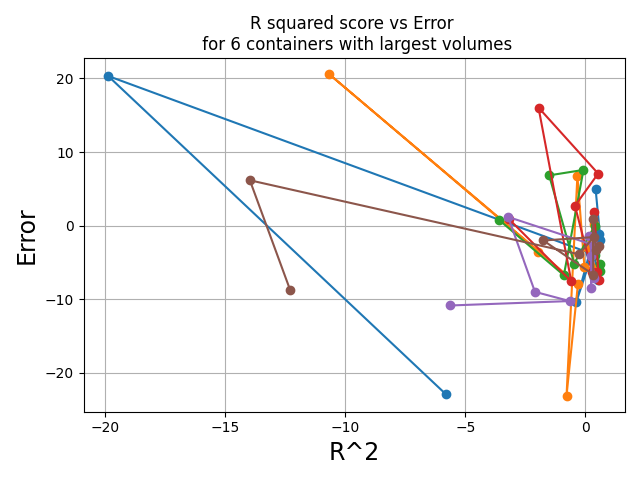 R squared score vs Error
for 6 containers with largest volumes
20
10
0
−10
−20
Error
−20 −15 −10 −5 0
R^2